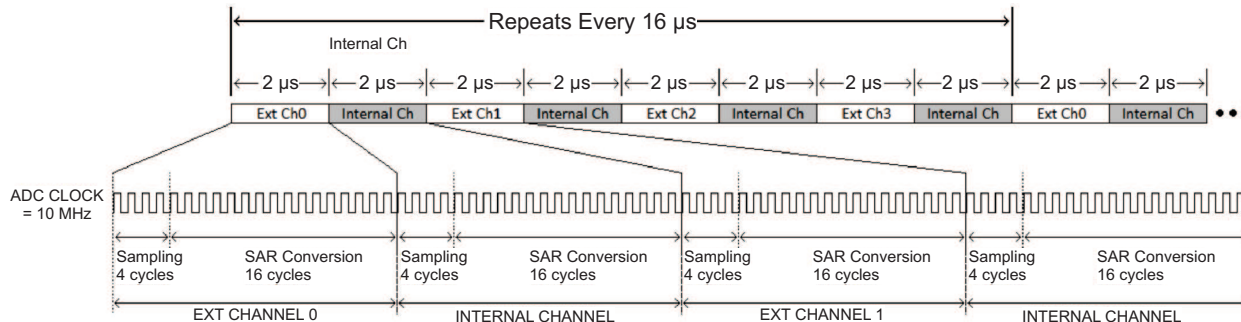 Repeats Every 16 µs
Internal Ch
2 µs 2 µs 2 µs 2 µs 2 µs 2 µs 2 µs 2 µs 2 µs 2 µs
Ext Ch0 Internal Ch Ext Ch1 Internal Ch Ext Ch2 Internal Ch Ext Ch3 Internal Ch Ext Ch0 Internal Ch
ADC CLOCK
= 10 MHz
Sampling SAR Conversion Sampling SAR Conversion Sampling SAR Conversion Sampling SAR Conversion
4 cycles 16 cycles 4 cycles 16 cycles 4 cycles 16 cycles 4 cycles 16 cycles
EXT CHANNEL 0 INTERNAL CHANNEL EXT CHANNEL 1 INTERNAL CHANNEL